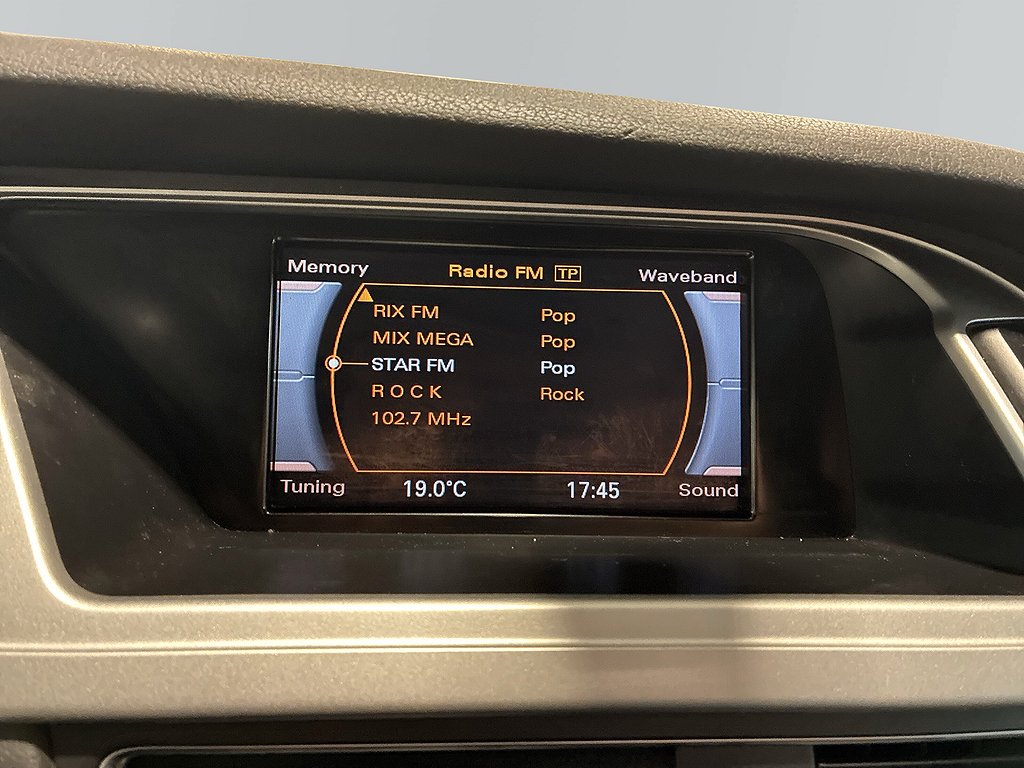 Memory Radio FM TP Waveband
RIX FM Pop
MIX MEGA Pop
STAR FM Pop
R O C K Rock
102.7 MHz
Tuning 19.0°C 17:45 Sound